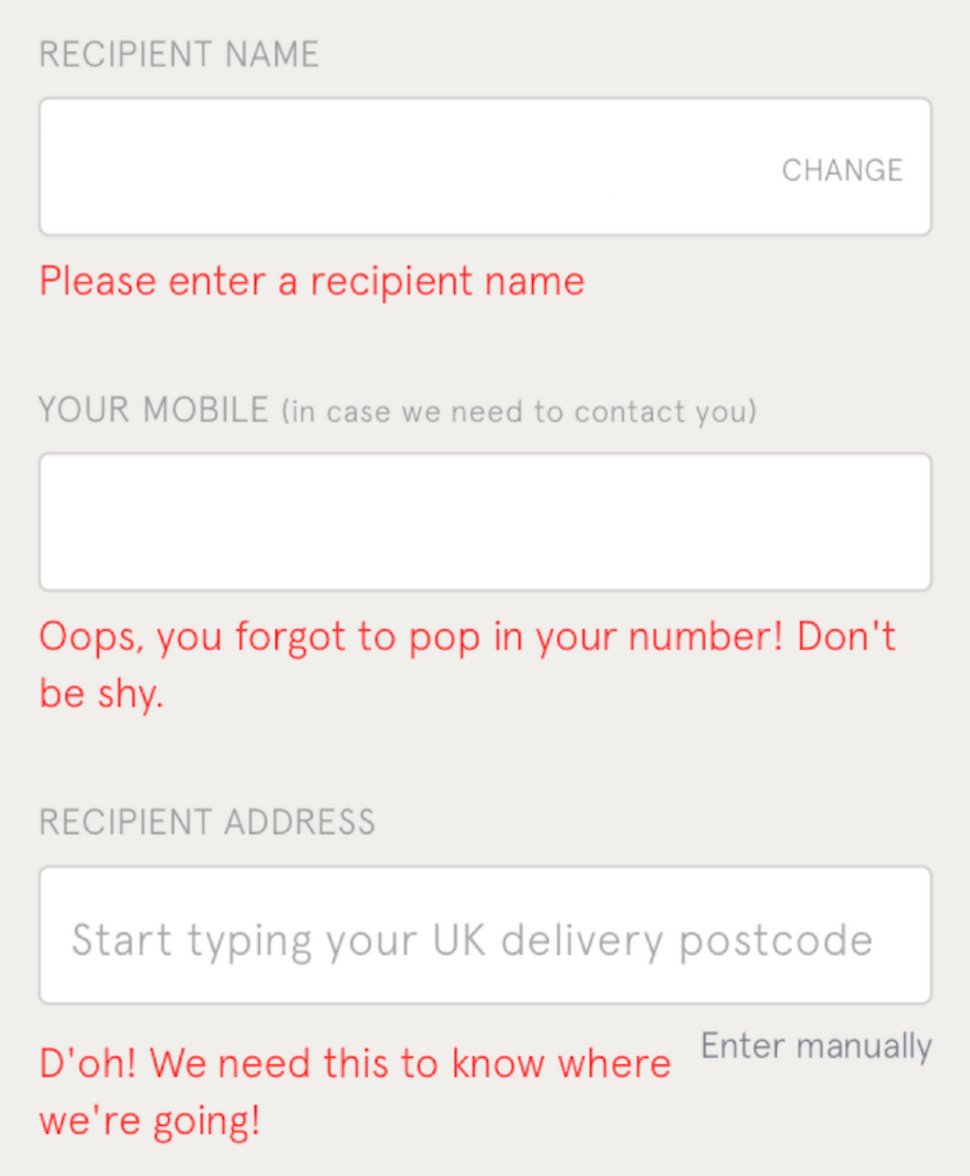 RECIPIENT NAME
CHANGE
Please enter a recipient name
YOUR MOBILE (in case we need to contact you)
Oops, you forgot to pop in your number! Don't
be shy.
RECIPIENT ADDRESS
Start typing your UK delivery postcode
Enter manually
D'oh! We need this to know where
we're going!